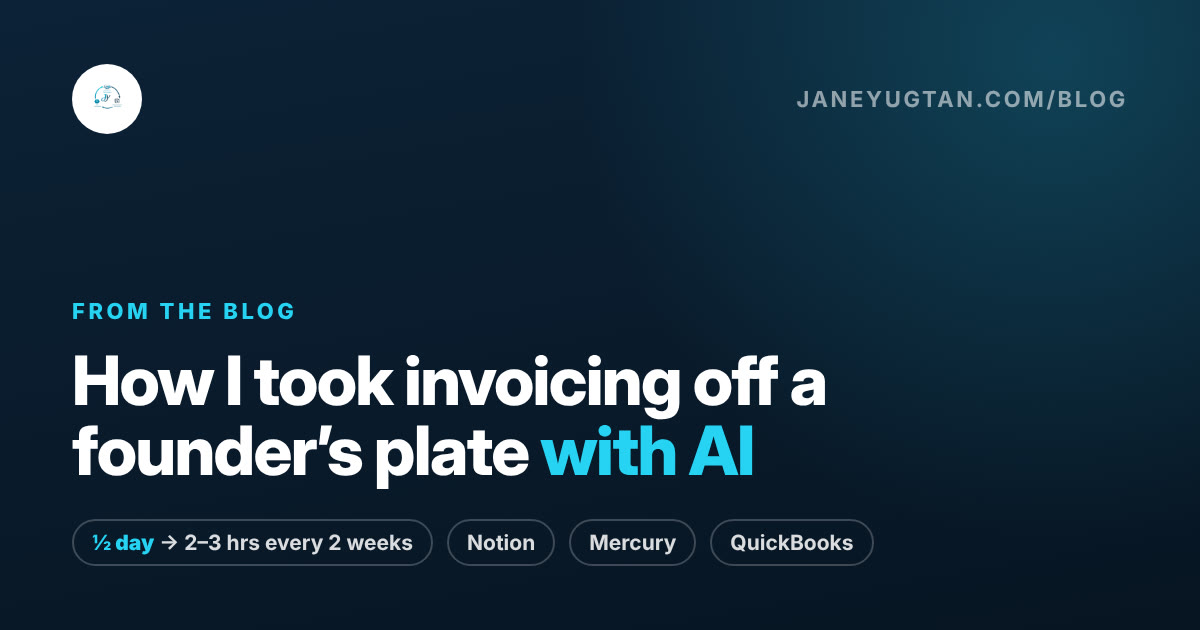 JANEYUGTAN.COM/BLOG
FROM THE BLOG
How I took invoicing off a
founder’s plate with AI
½ day → 2–3 hrs every 2 weeks
Notion
Mercury
QuickBooks